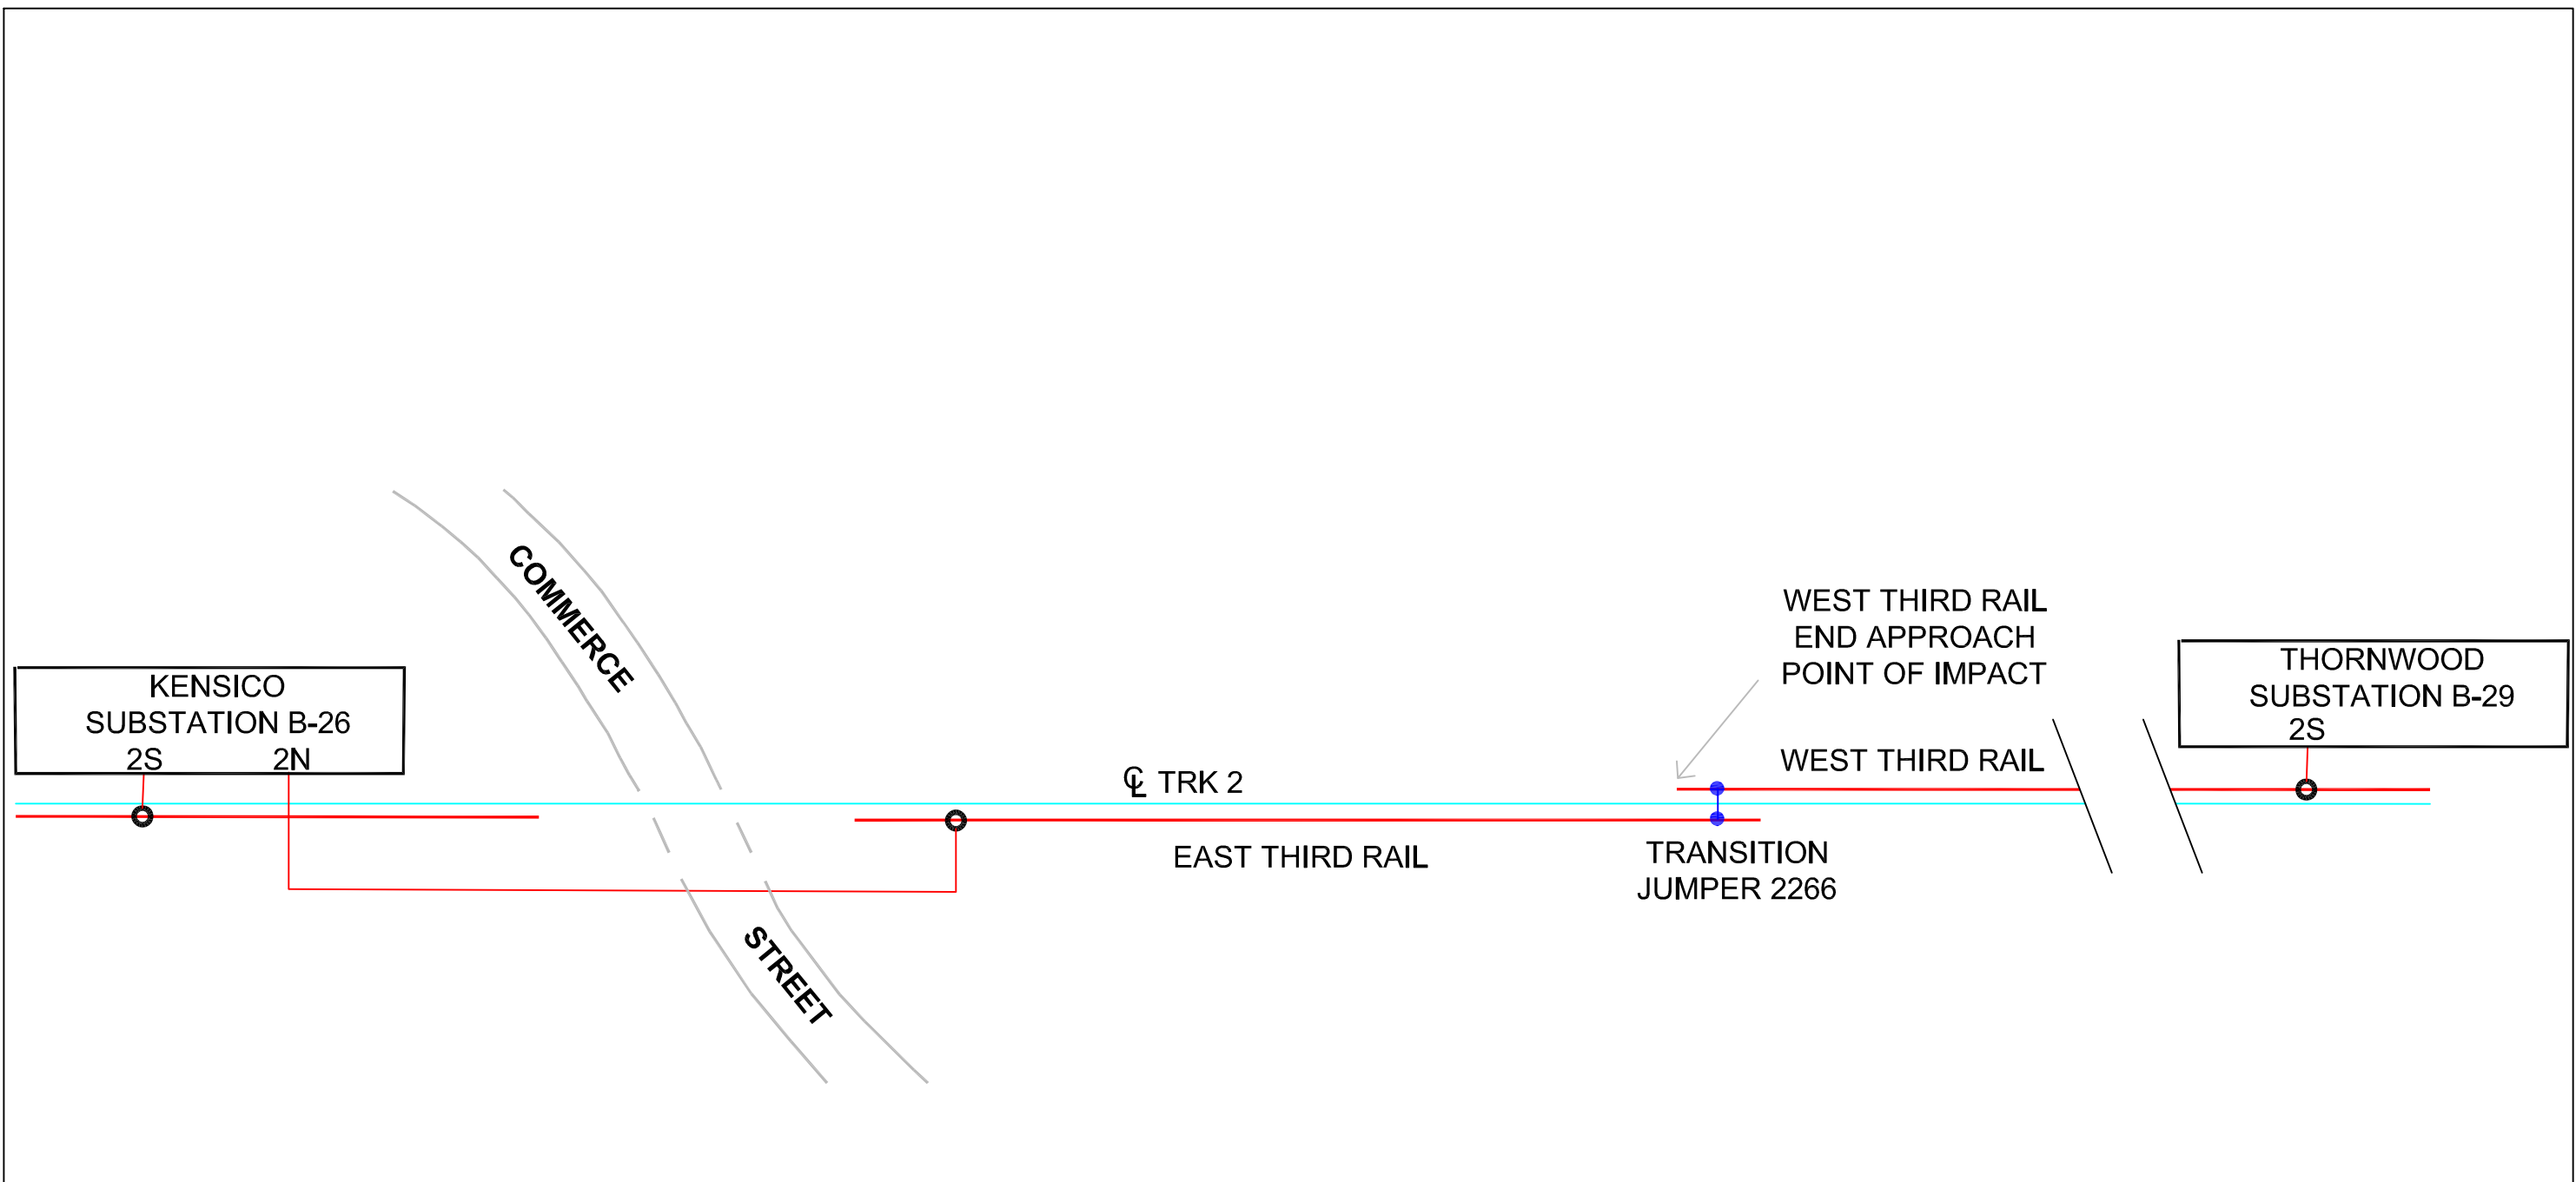 COMMERCE
STREET
KENSICO
SUBSTATION B-26
2S 2N
℄ TRK 2
EAST THIRD RAIL
WEST THIRD RAIL
END APPROACH
POINT OF IMPACT
WEST THIRD RAIL
TRANSITION
JUMPER 2266
THORNWOOD
SUBSTATION B-29
2S